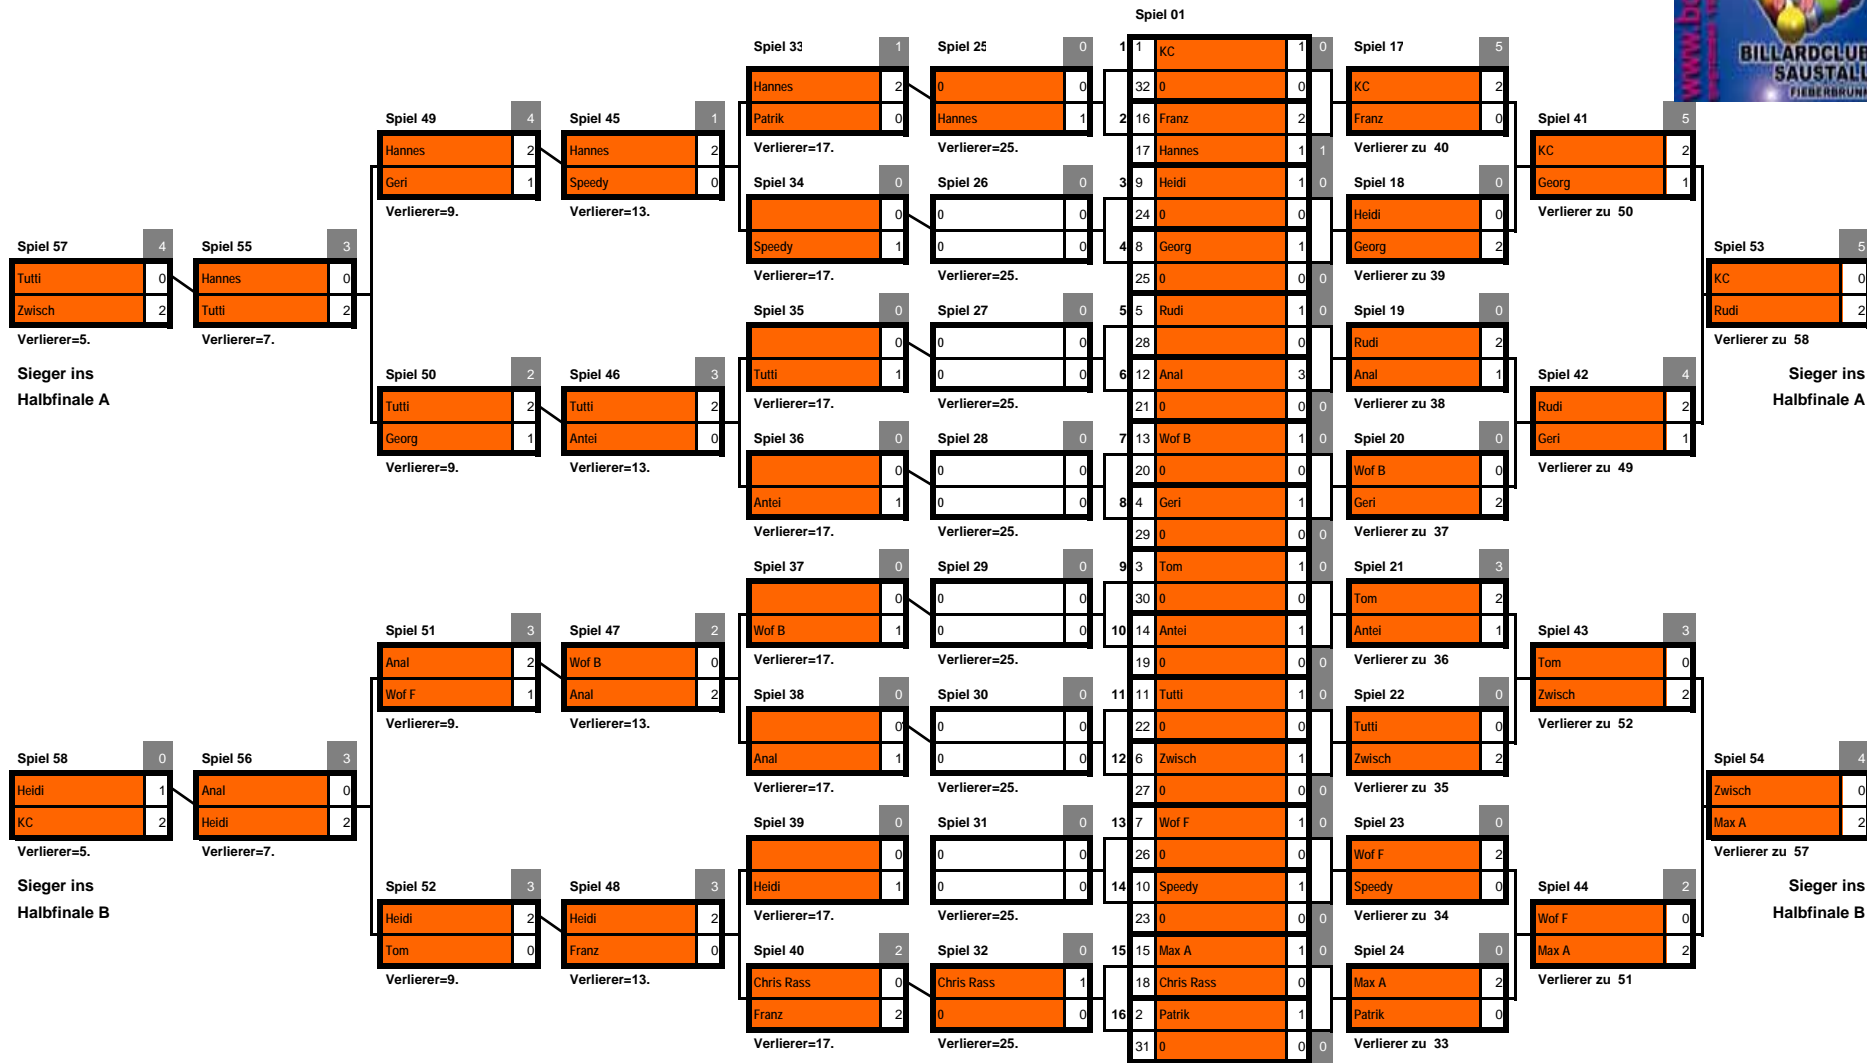 Spiel 01
www.bc
BILLARDCLUB
SAUSTALL
FIEBERBRUNN
Spiel 33 1 Spiel 25 0 1 1 KC 1 0 Spiel 17 5
Hannes 2 0 0 32 0 0 KC 2
Patrik 0 Hannes 1 2 16 Franz 2 Franz 0
Spiel 49 4 Spiel 45 1 Spiel 41 5
Verlierer=17. Verlierer=25. 17 Hannes 1 1 Verlierer zu 40
Hannes 2 Hannes 2 KC 2
Geri 1 Speedy 0 Spiel 34 0 Spiel 26 0 3 9 Heidi 1 0 Spiel 18 0 Georg 1
Verlierer=9. Verlierer=13. 0 0 0 24 0 0 Heidi 0 Verlierer zu 50
Spiel 57 4 Spiel 55 3 Speedy 1 0 0 4 8 Georg 1 Georg 2 Spiel 53 5
Tutti 0 Hannes 0 Verlierer=17. Verlierer=25. 25 0 0 0 Verlierer zu 39 KC 0
Zwisch 2 Tutti 2 Spiel 35 0 Spiel 27 0 5 5 Rudi 1 0 Spiel 19 0 Rudi 2
Verlierer=5. Verlierer=7. 0 0 0 28 0 Rudi 2 Verlierer zu 58
Sieger ins Spiel 50 2 Spiel 46 3 Tutti 1 0 0 6 12 Anal 3 Anal 1 Spiel 42 4 Sieger ins
Halbfinale A Tutti 2 Tutti 2 Verlierer=17. Verlierer=25. 21 0 0 0 Verlierer zu 38 Rudi 2 Halbfinale A
Georg 1 Antei 0 Spiel 36 0 Spiel 28 0 7 13 Wof B 1 0 Spiel 20 0 Geri 1
Verlierer=9. Verlierer=13. 0 0 0 20 0 0 Wof B 0 Verlierer zu 49
Antei 1 0 0 8 4 Geri 1 Geri 2
Verlierer=17. Verlierer=25. 29 0 0 0 Verlierer zu 37
Spiel 37 0 Spiel 29 0 9 3 Tom 1 0 Spiel 21 3
0 0 0 30 0 0 Tom 2
Spiel 51 3 Spiel 47 2 Wof B 1 0 0 10 14 Antei 1 Antei 1 Spiel 43 3
Anal 2 Wof B 0 Verlierer=17. Verlierer=25. 19 0 0 0 Verlierer zu 36 Tom 0
Wof F 1 Anal 2 Spiel 38 0 Spiel 30 0 11 11 Tutti 1 0 Spiel 22 0 Zwisch 2
Verlierer=9. Verlierer=13. 0 0 0 22 0 0 Tutti 0 Verlierer zu 52
Spiel 58 0 Spiel 56 3 Anal 1 0 0 12 6 Zwisch 1 Zwisch 2 Spiel 54 4
Heidi 1 Anal 0 Verlierer=17. Verlierer=25. 27 0 0 0 Verlierer zu 35 Zwisch 0
KC 2 Heidi 2 Spiel 39 0 Spiel 31 0 13 7 Wof F 1 0 Spiel 23 0 Max A 2
Verlierer=5. Verlierer=7. 0 0 0 26 0 0 Wof F 2 Verlierer zu 57
Sieger ins Spiel 52 3 Spiel 48 3 Heidi 1 0 0 14 10 Speedy 1 Speedy 0 Spiel 44 2 Sieger ins
Halbfinale B Heidi 2 Heidi 2 Verlierer=17. Verlierer=25. 23 0 0 0 Verlierer zu 34 Wof F 0 Halbfinale B
Tom 0 Franz 0 Spiel 40 2 Spiel 32 0 15 15 Max A 1 0 Spiel 24 0 Max A 2
Verlierer=9. Verlierer=13. Chris Rass 0 Chris Rass 1 18 Chris Rass 0 Max A 2 Verlierer zu 51
Franz 2 0 0 16 2 Patrik 1 Patrik 0
Verlierer=17. Verlierer=25. 31 0 0 0 Verlierer zu 33